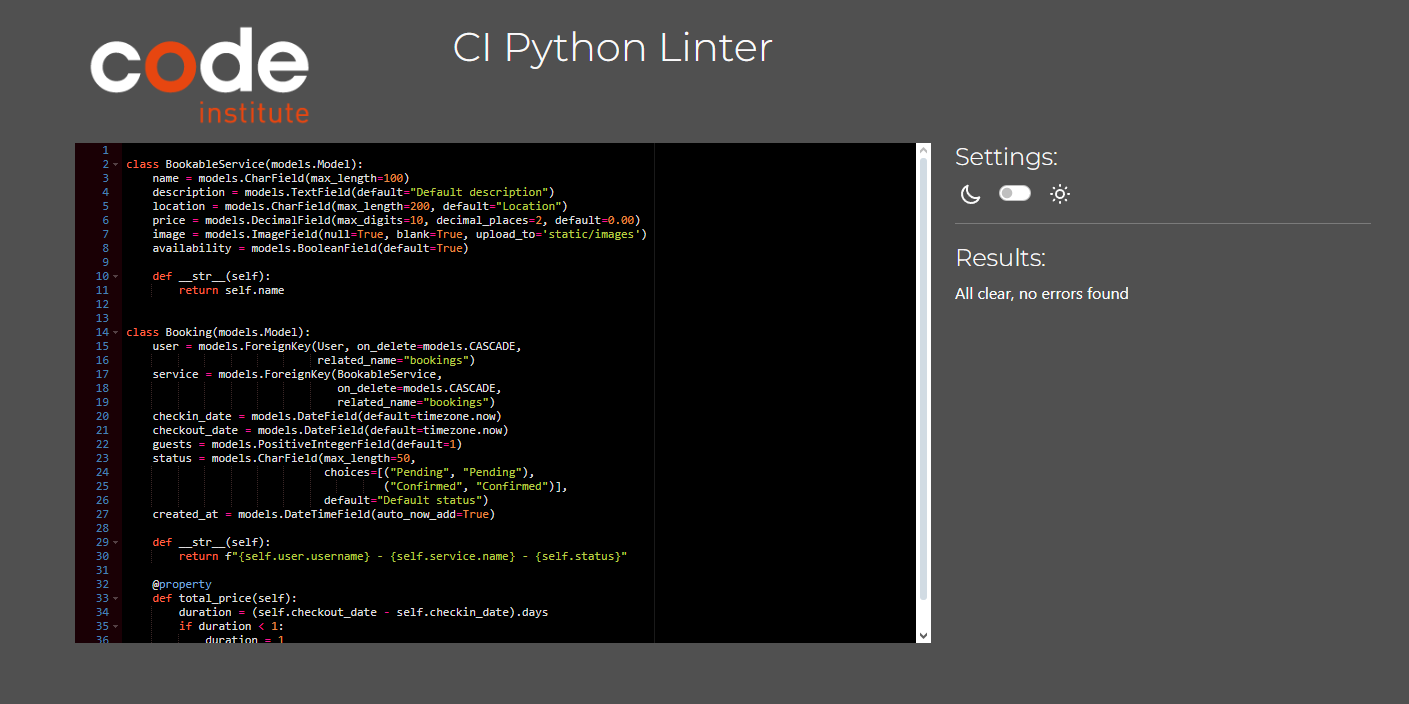 code
institute
CI Python Linter
1
2 class BookableService(models.Model):
3     name = models.CharField(max_length=100)
4     description = models.TextField(default="Default description")
5     location = models.CharField(max_length=200, default="Location")
6     price = models.DecimalField(max_digits=10, decimal_places=2, default=0.00)
7     image = models.ImageField(null=True, blank=True, upload_to='static/images')
8     availability = models.BooleanField(default=True)
9
10     def __str__(self):
11         return self.name
12
13
14 class Booking(models.Model):
15     user = models.ForeignKey(User, on_delete=models.CASCADE,
16                              related_name="bookings")
17     service = models.ForeignKey(BookableService,
18                                 on_delete=models.CASCADE,
19                                 related_name="bookings")
20     checkin_date = models.DateField(default=timezone.now)
21     checkout_date = models.DateField(default=timezone.now)
22     guests = models.PositiveIntegerField(default=1)
23     status = models.CharField(max_length=50,
24                               choices=[("Pending", "Pending"),
25                                        ("Confirmed", "Confirmed")],
26                               default="Default status")
27     created_at = models.DateTimeField(auto_now_add=True)
28
29     def __str__(self):
30         return f"{self.user.username} - {self.service.name} - {self.status}"
31
32     @property
33     def total_price(self):
34         duration = (self.checkout_date - self.checkin_date).days
35         if duration < 1:
36             duration = 1
Settings:
Results:
All clear, no errors found